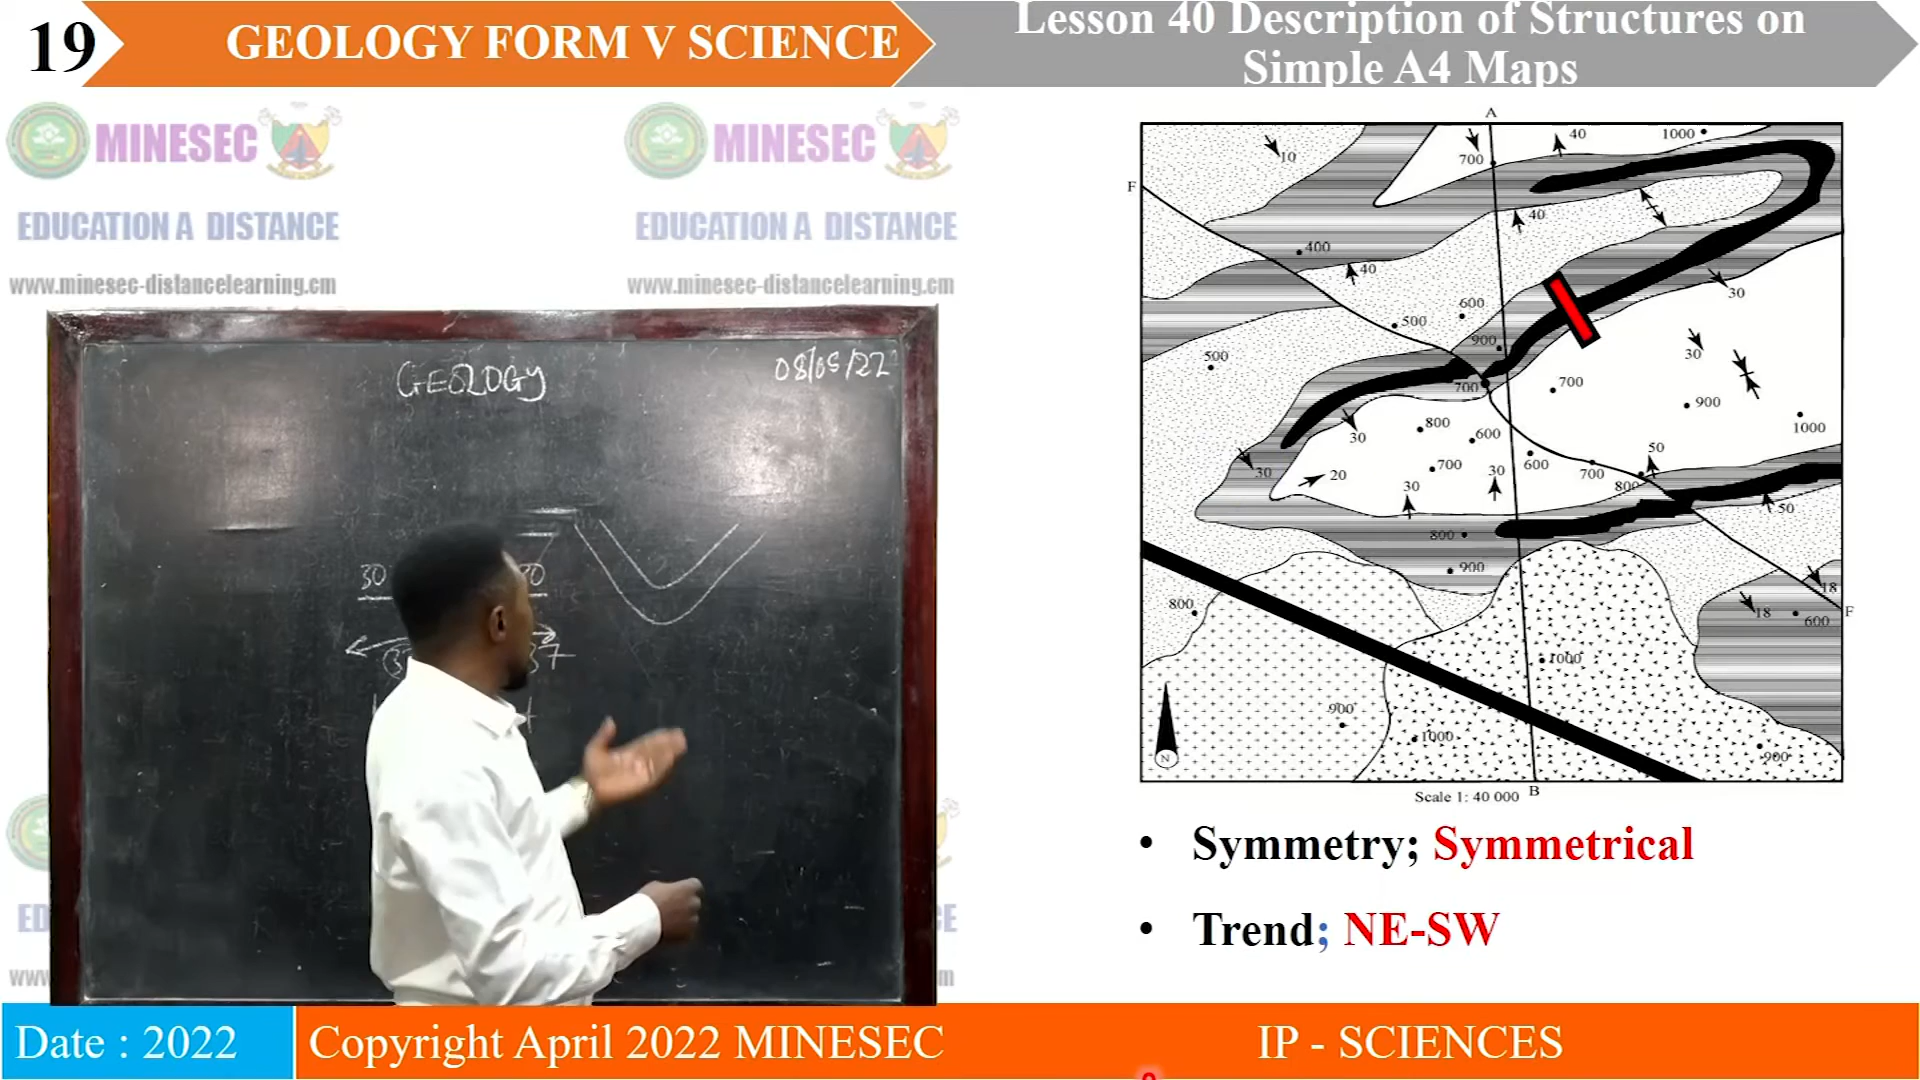 19
GEOLOGY FORM V SCIENCE
Lesson 40 Description of Structures on
Simple A4 Maps
MINESEC
MINESEC
EDUCATION A DISTANCE
EDUCATION A DISTANCE
www.minesec-distancelearning.cm
www.minesec-distancelearning.cm
GEOLOGY
08/05/22
30
A
F
10
700
40
1000
40
400
40
600
500
900
500
700
700
30
30
900
1000
800
600
30
30
20
700
30
30
600
700
800
50
50
800
900
800
18
18
600
F
1000
900
1000
900
N
Scale 1: 40 000
B
• Symmetry; Symmetrical
• Trend; NE-SW
Date : 2022
Copyright April 2022 MINESEC
IP - SCIENCES